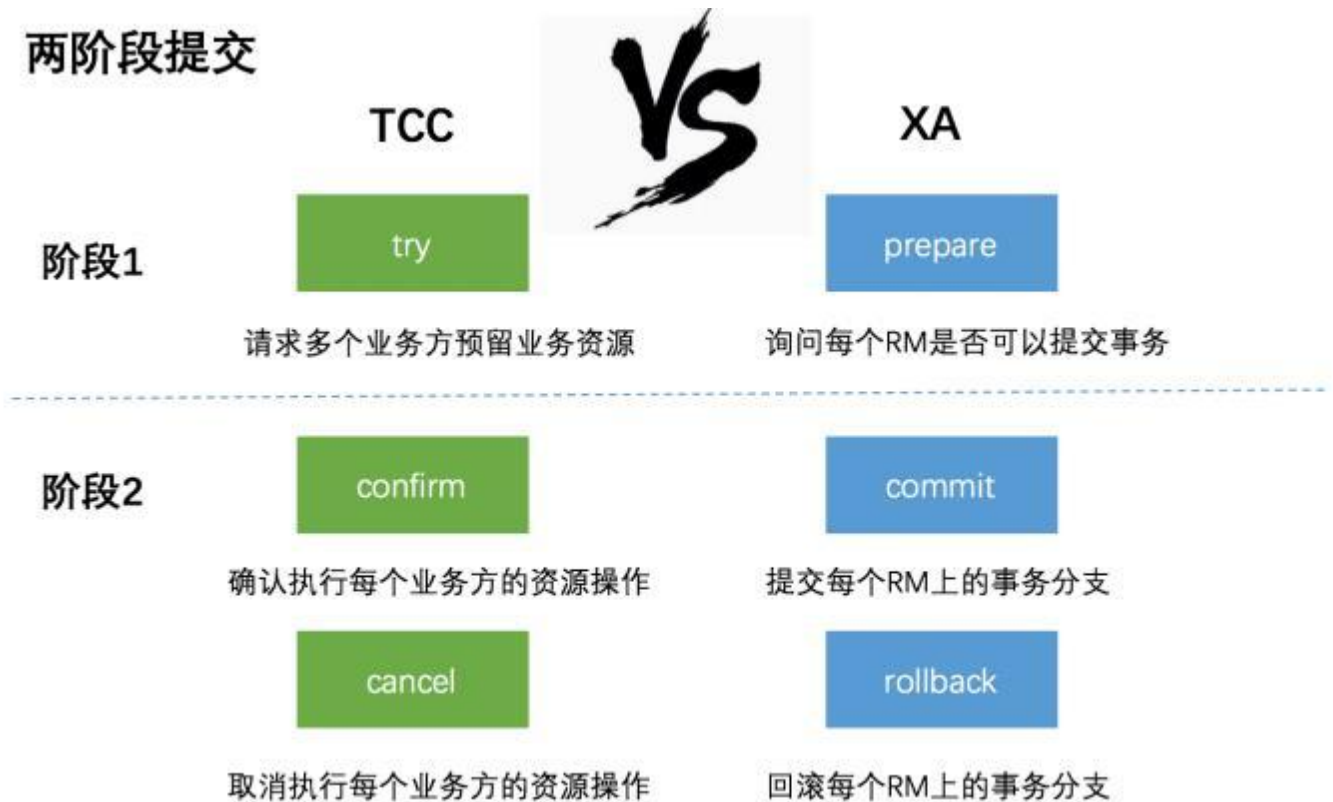 两阶段提交
VS
TCC
XA
阶段1
try
prepare
请求多个业务方预留业务资源
询问每个RM是否可以提交事务
阶段2
confirm
commit
确认执行每个业务方的资源操作
提交每个RM上的事务分支
cancel
rollback
取消执行每个业务方的资源操作
回滚每个RM上的事务分支